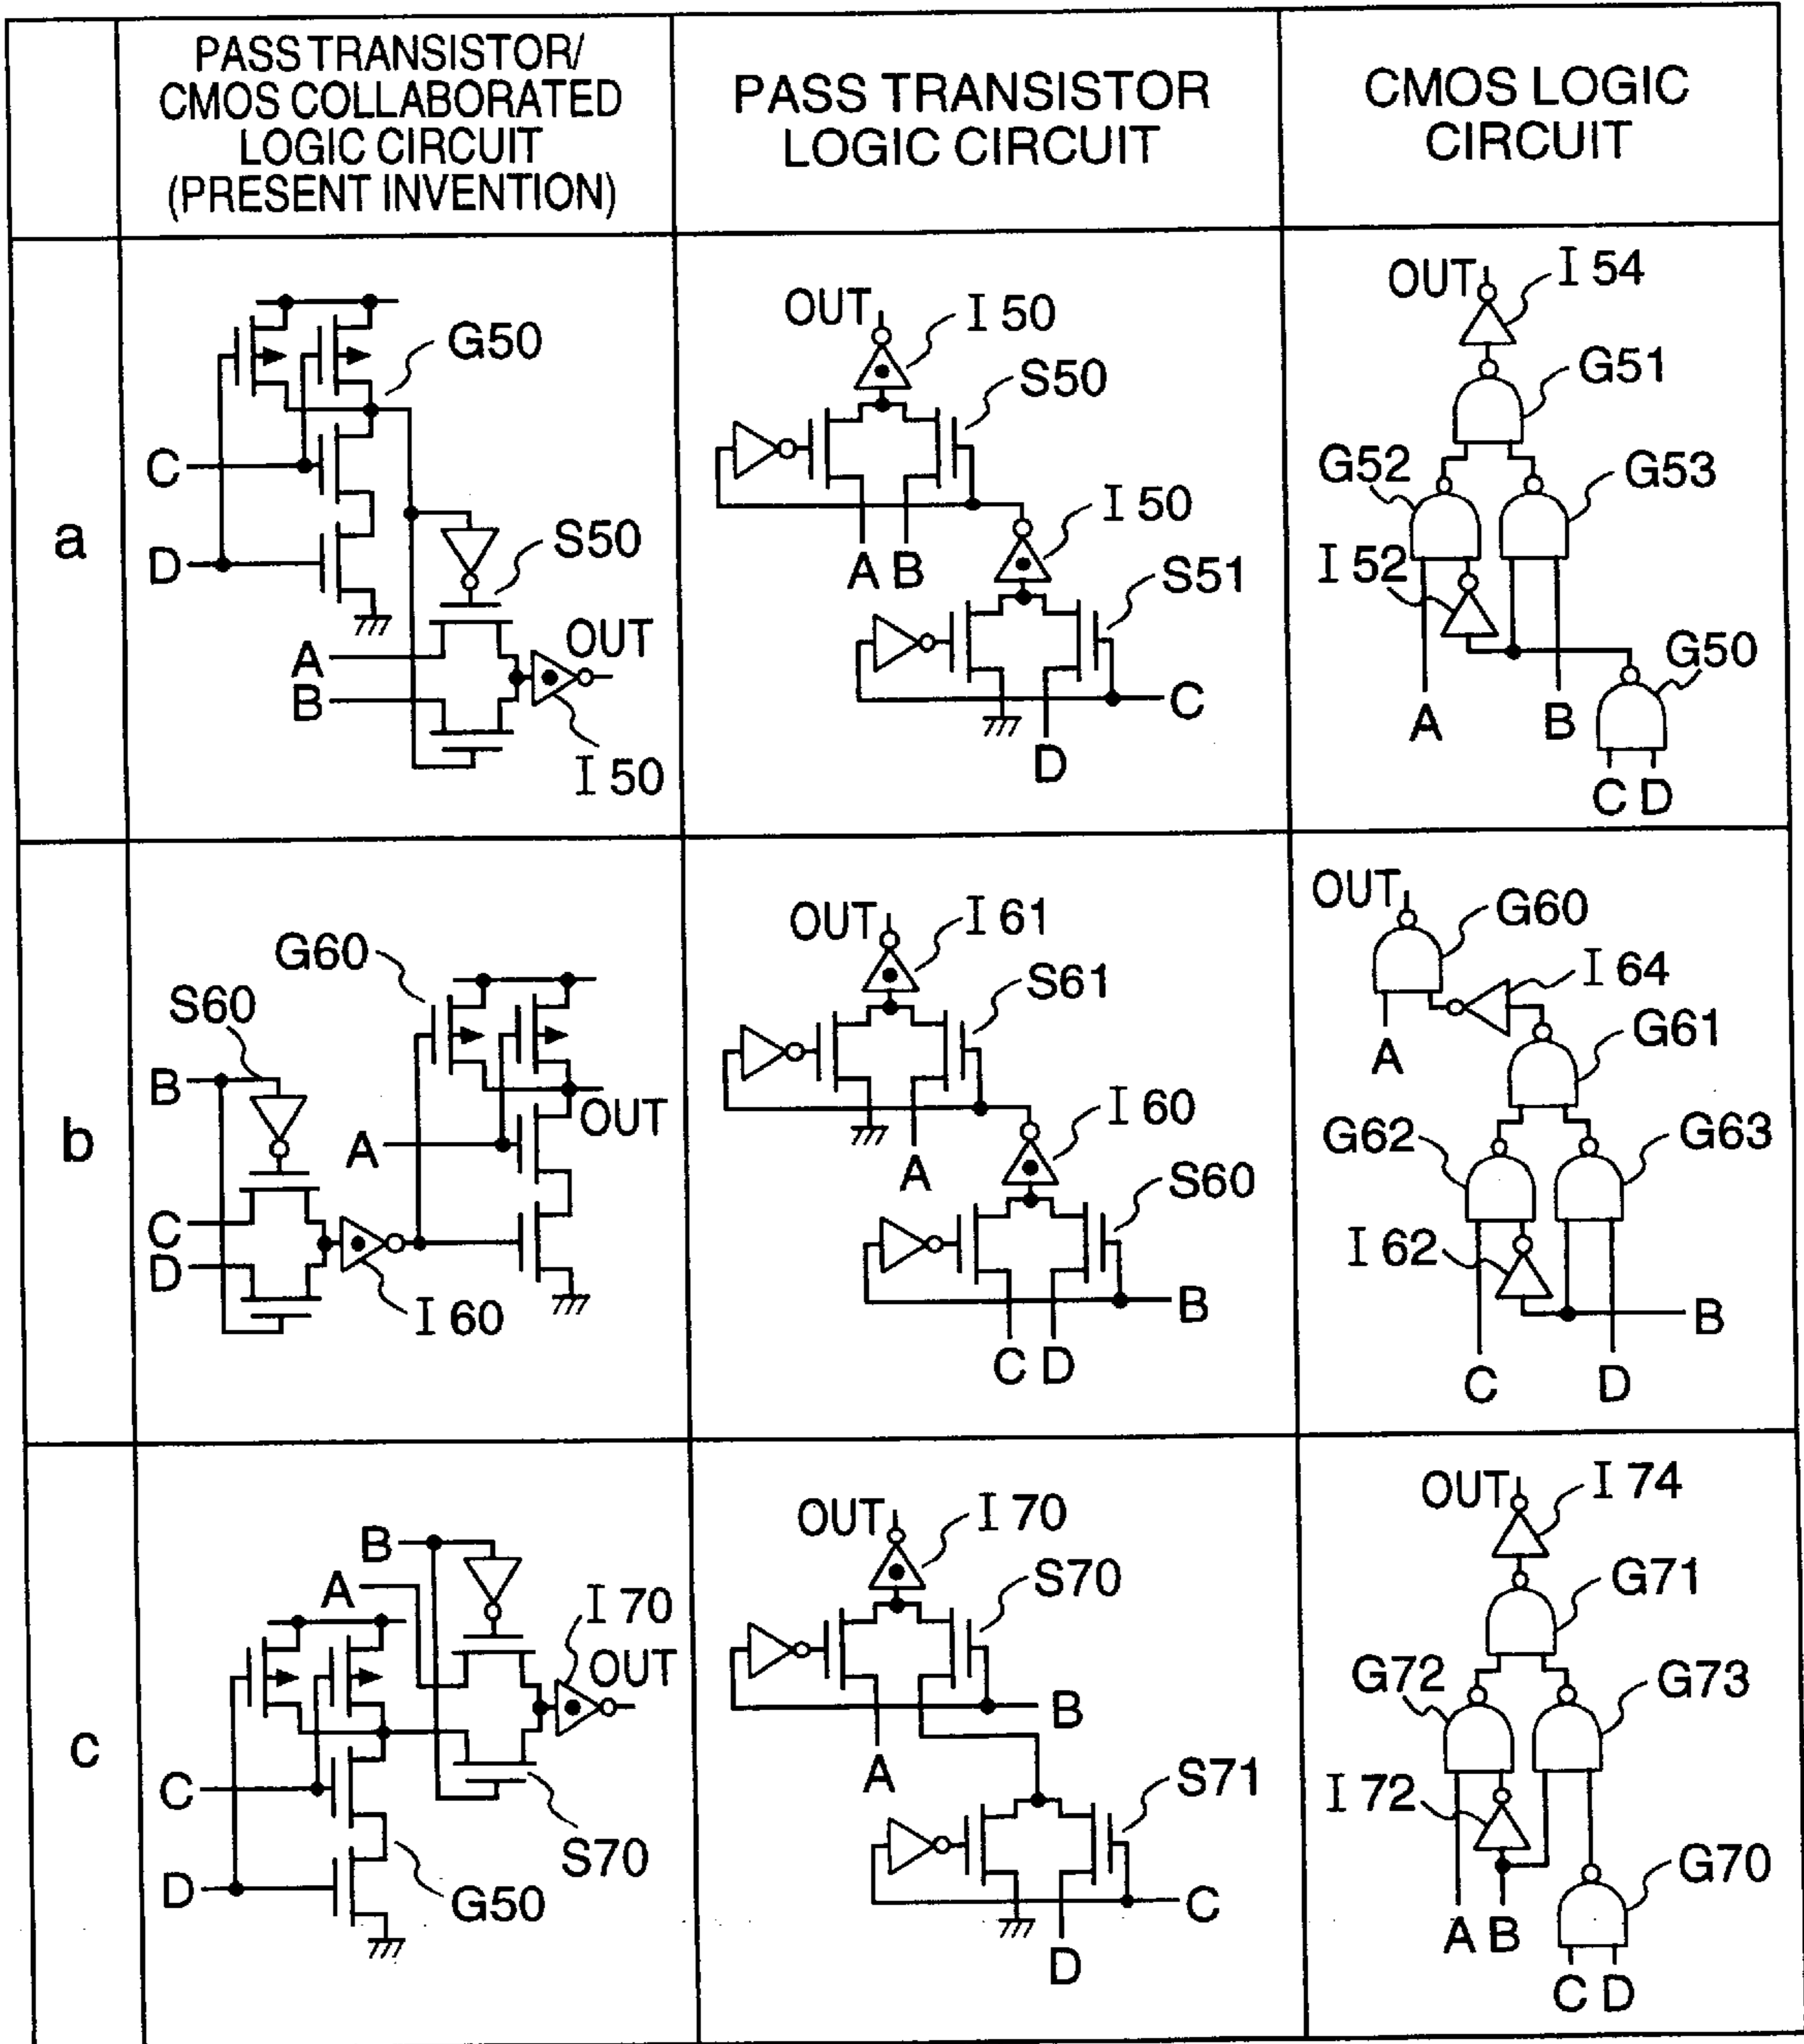 PASS TRANSISTOR/
CMOS COLLABORATED
LOGIC CIRCUIT
(PRESENT INVENTION)
PASS TRANSISTOR
LOGIC CIRCUIT
CMOS LOGIC
CIRCUIT
a
G50
C
D
S50
A
B
OUT
I 50
OUT
I 50
S50
A B
I 50
S51
C
D
OUT
I 54
G51
G52
G53
I 52
G50
A
B
C D
b
G60
S60
B
A
OUT
C
D
I 60
OUT
I 61
S61
A
I 60
S60
B
C D
OUT
G60
I 64
A
G61
G62
G63
I 62
B
C
D
c
B
A
I 70
OUT
C
D
S70
G50
OUT
I 70
S70
B
A
S71
C
D
OUT
I 74
G71
G72
G73
I 72
G70
A B
C D